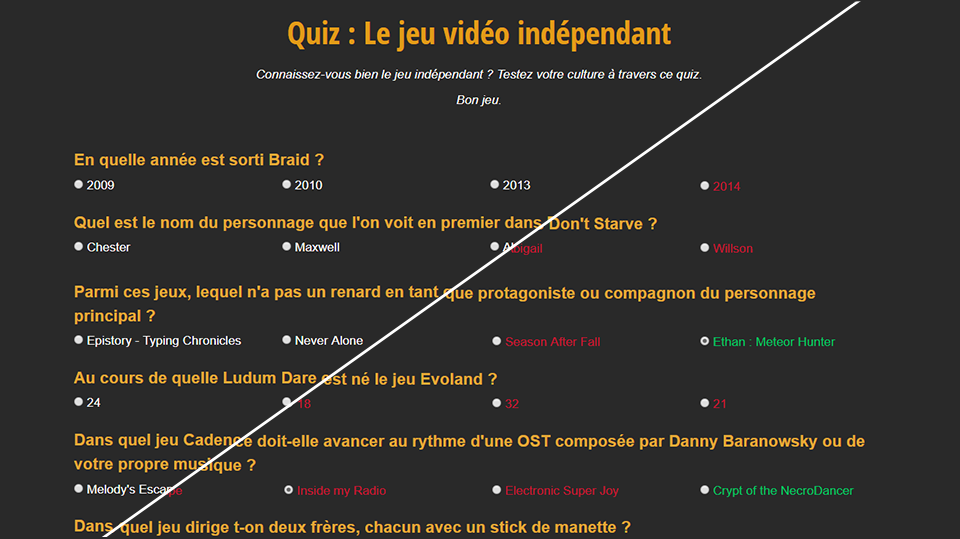 Quiz : Le jeu vidéo indépendant
Connaissez-vous bien le jeu indépendant ? Testez votre culture à travers ce quiz.
Bon jeu.
En quelle année est sorti Braid ?
2009 2010 2013 2014
Quel est le nom du personnage que l'on voit en premier dans Don't Starve ?
Chester Maxwell Abigail Willson
Parmi ces jeux, lequel n'a pas un renard en tant que protagoniste ou compagnon du personnage
principal ?
Epistory - Typing Chronicles Never Alone Season After Fall Ethan : Meteor Hunter
Au cours de quelle Ludum Dare est né le jeu Evoland ?
24 18 32 21
Dans quel jeu Cadence doit-elle avancer au rythme d'une OST composée par Danny Baranowsky ou de
votre propre musique ?
Melody's Escape Inside my Radio Electronic Super Joy Crypt of the NecroDancer
Dans quel jeu dirige t-on deux frères, chacun avec un stick de manette ?